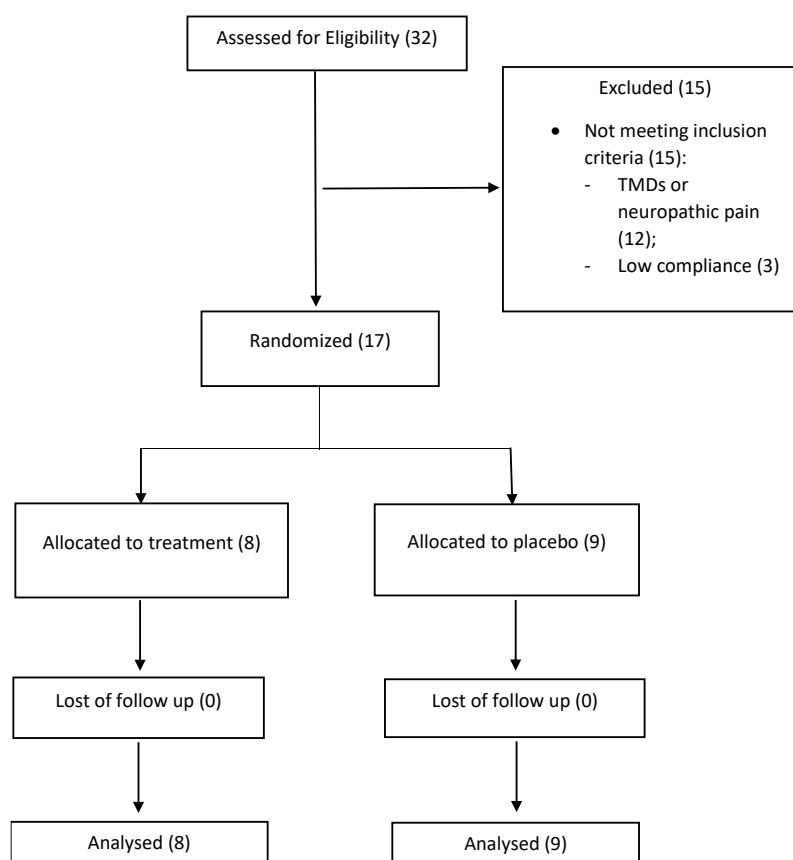 Assessed for Eligibility (32)
Excluded (15)
• Not meeting inclusion
criteria (15):
- TMDs or
neuropathic pain
(12);
- Low compliance (3)
Randomized (17)
Allocated to treatment (8)
Allocated to placebo (9)
Lost of follow up (0)
Lost of follow up (0)
Analysed (8)
Analysed (9)